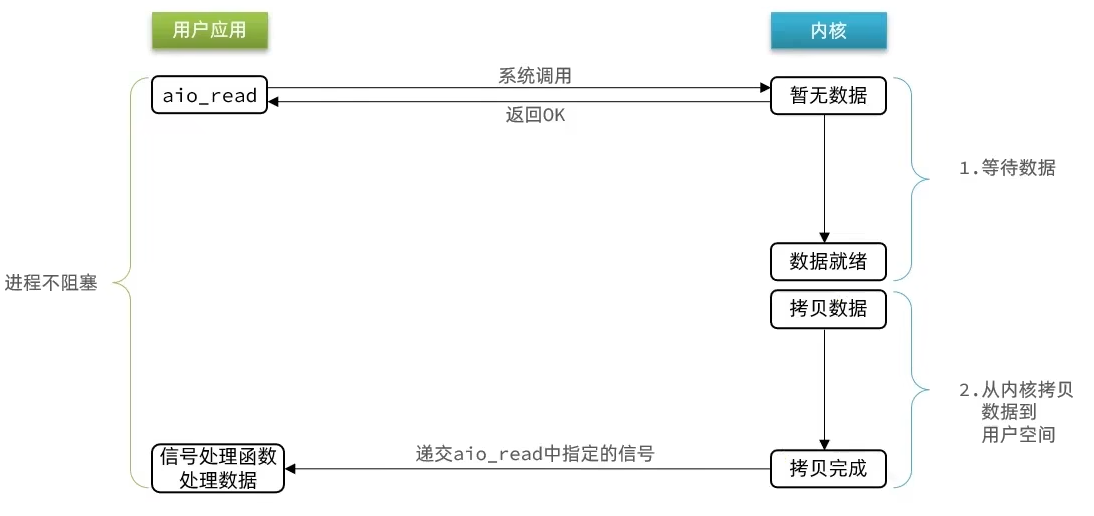 用户应用
内核
系统调用
aio_read
暂无数据
返回OK
1.等待数据
数据就绪
进程不阻塞
拷贝数据
2.从内核拷贝
数据到
用户空间
信号处理函数
处理数据
递交aio_read中指定的信号
拷贝完成